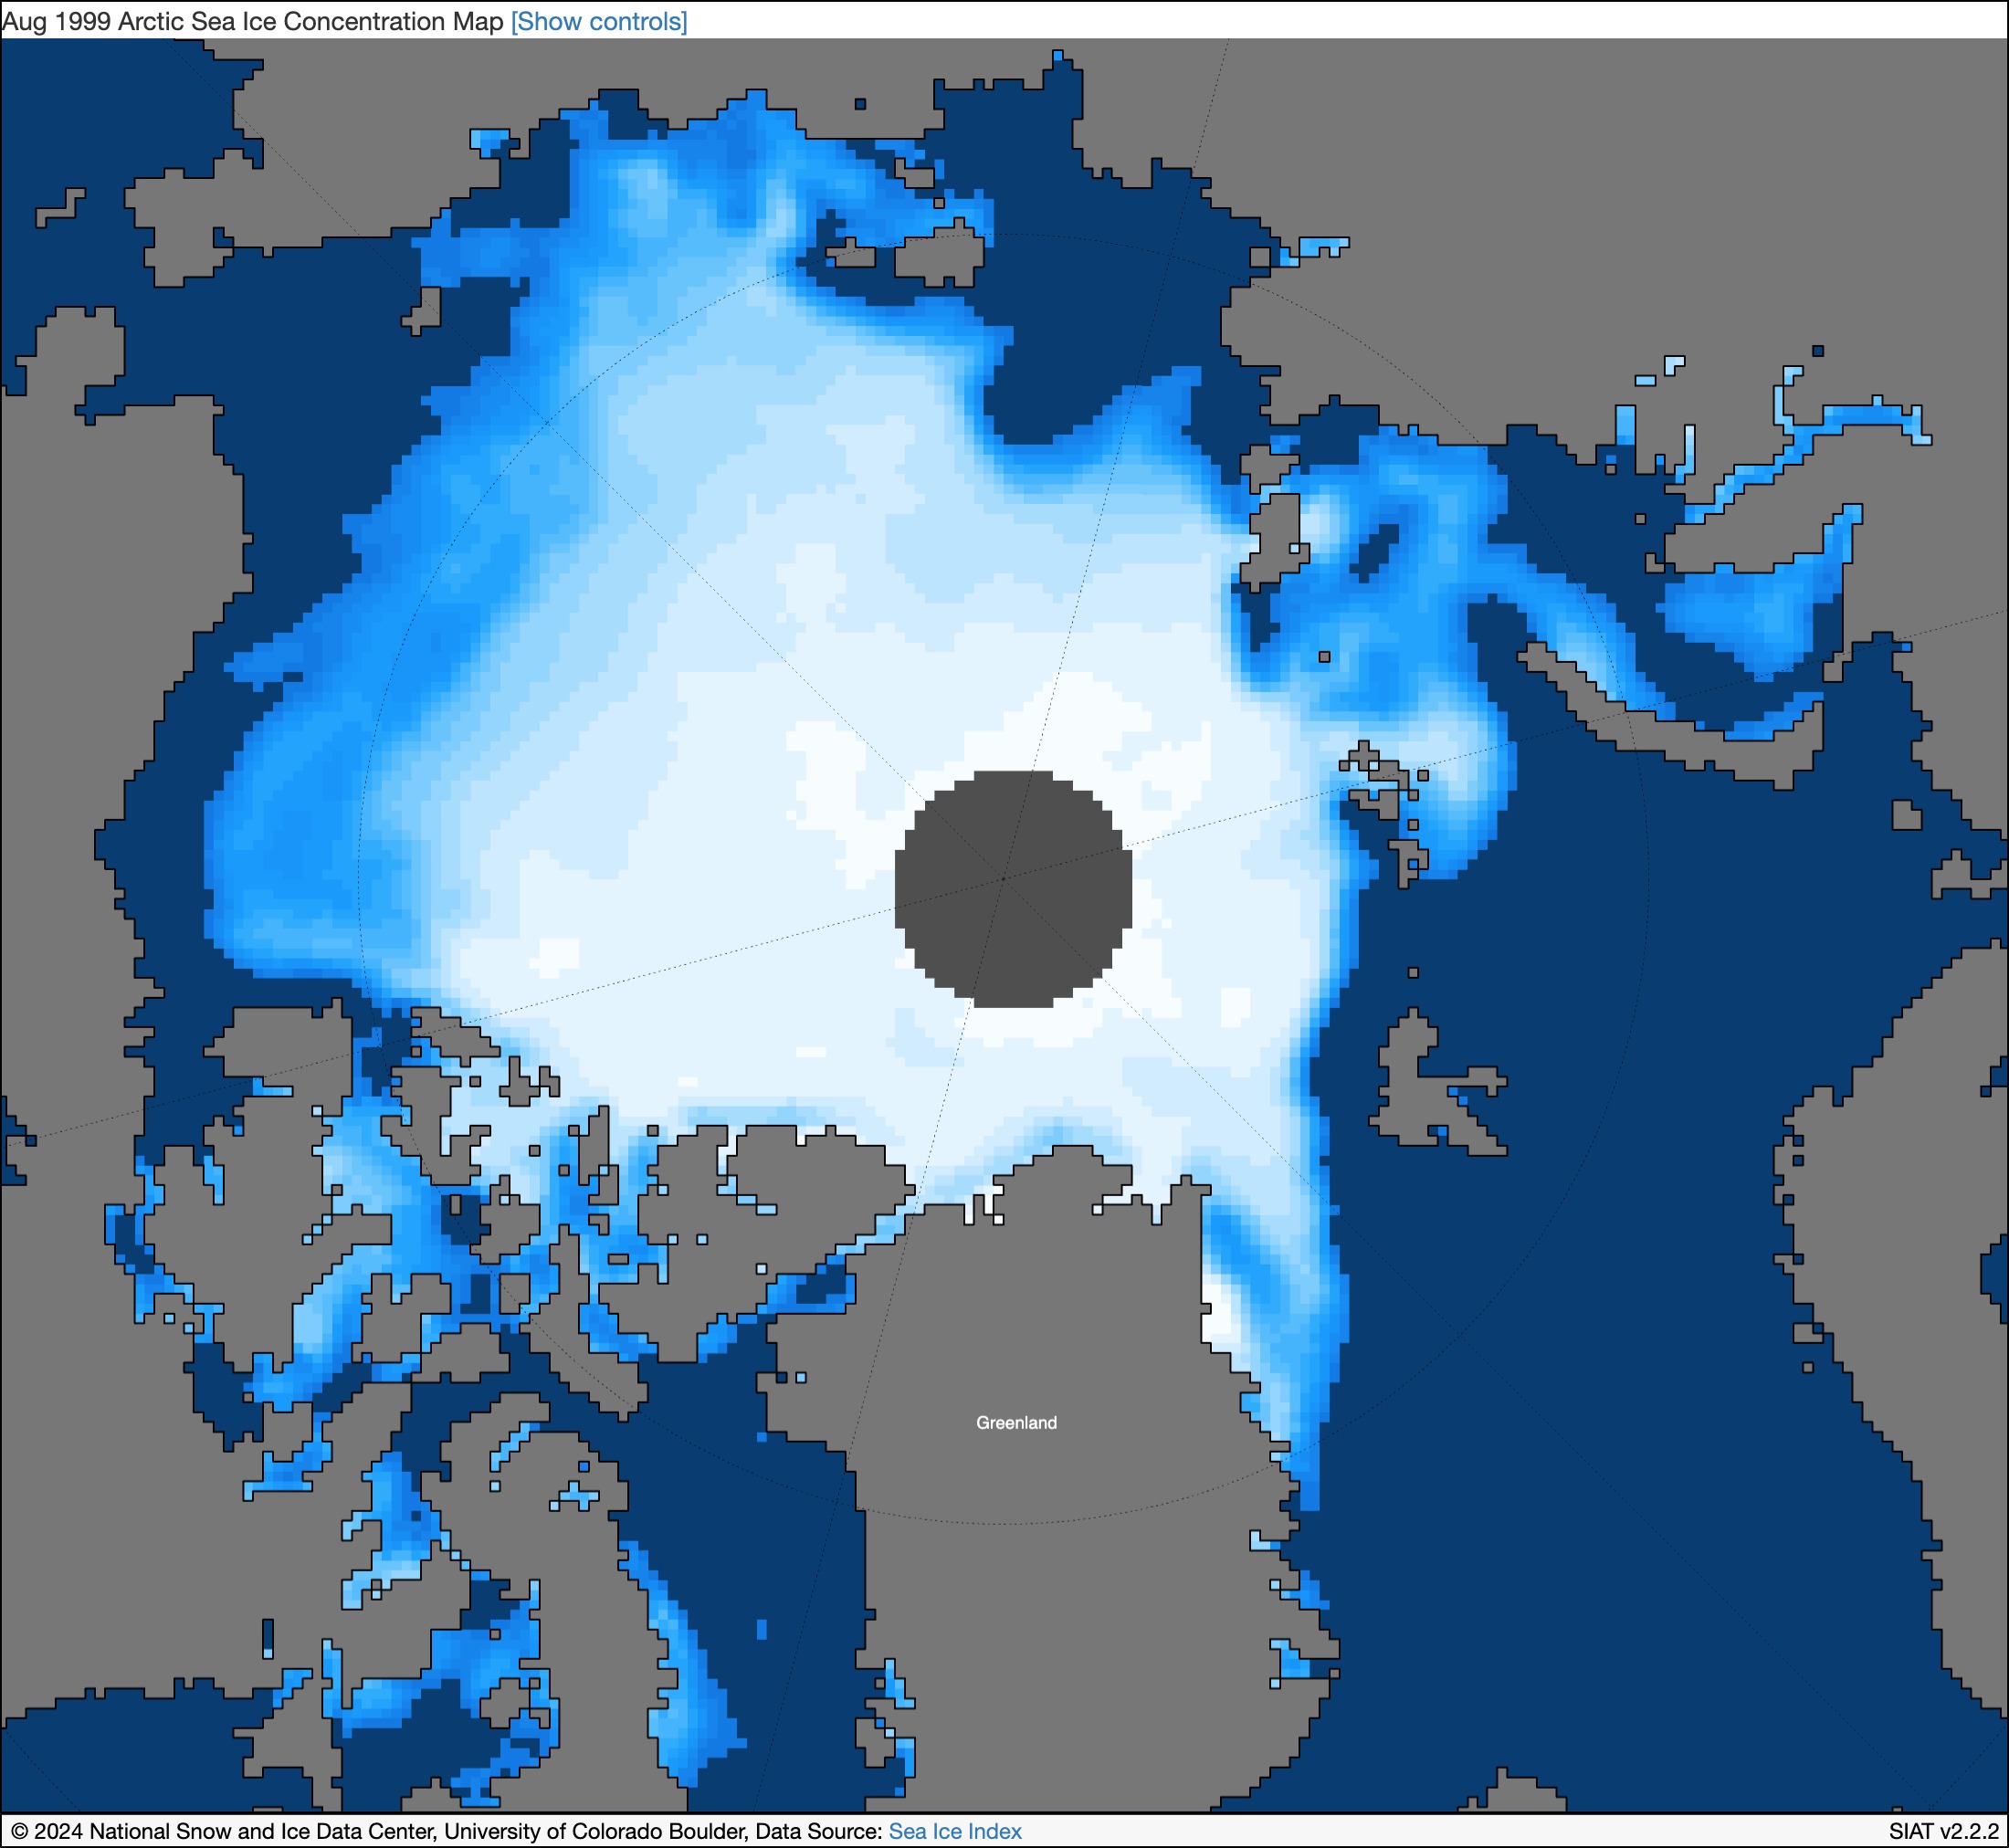 Aug 1999 Arctic Sea Ice Concentration Map [Show controls]
Greenland
© 2024 National Snow and Ice Data Center, University of Colorado Boulder, Data Source: Sea Ice Index SIAT v2.2.2